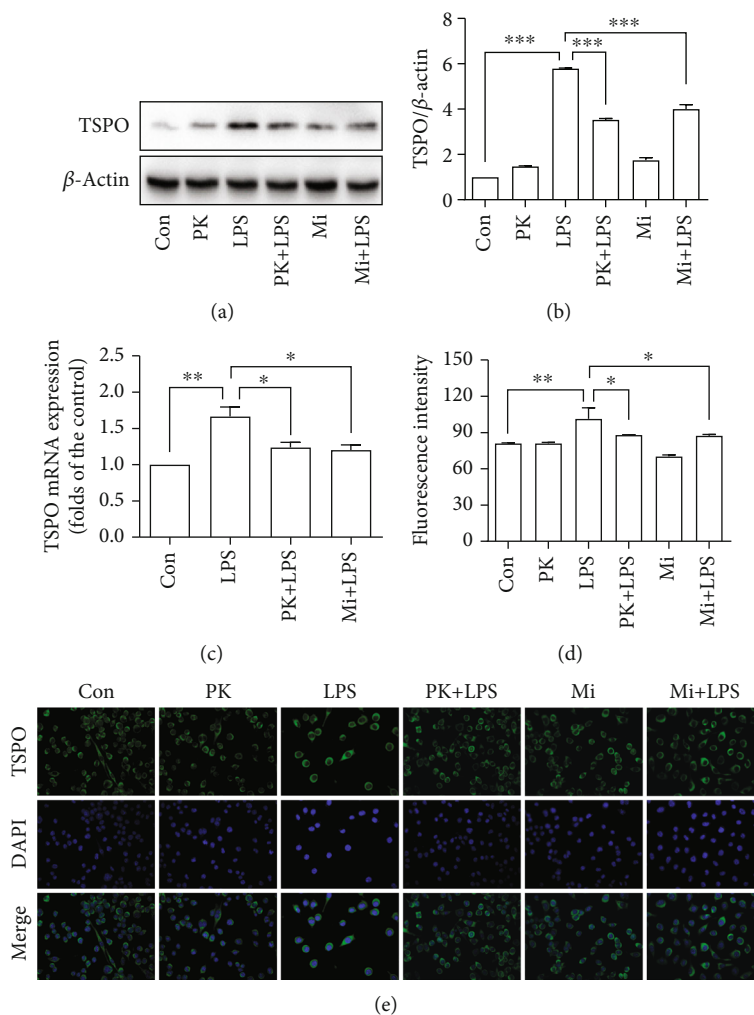 TSPO
β-Actin
Con
PK
LPS
PK+LPS
Mi
Mi+LPS
(a)
TSPO/β-actin
8
6
4
2
0
***
***
***
Con
PK
LPS
PK+LPS
Mi
Mi+LPS
(b)
TSPO mRNA expression
(folds of the control)
2.5
2.0
1.5
1.0
0.5
0.0
**
*
*
Con
LPS
PK+LPS
Mi+LPS
(c)
Fluorescence intensity
150
120
90
60
30
0
**
*
*
Con
PK
LPS
PK+LPS
Mi
Mi+LPS
(d)
Con PK LPS PK+LPS Mi Mi+LPS
TSPO
DAPI
Merge
(e)